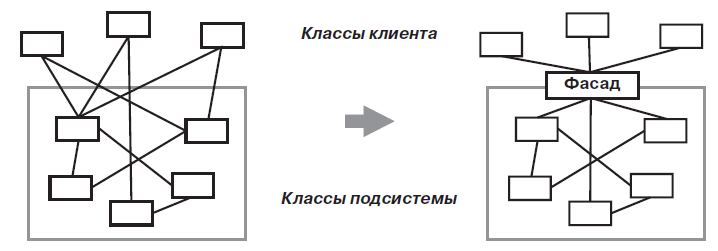 Классы клиента
Фасад
Классы подсистемы